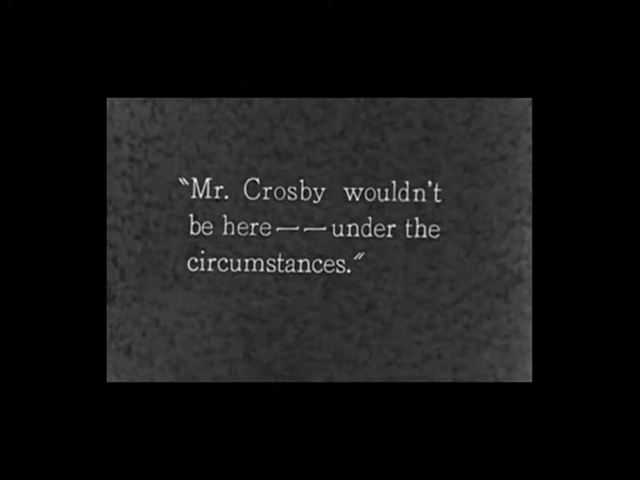 "Mr. Crosby wouldn't
be here——under the
circumstances."